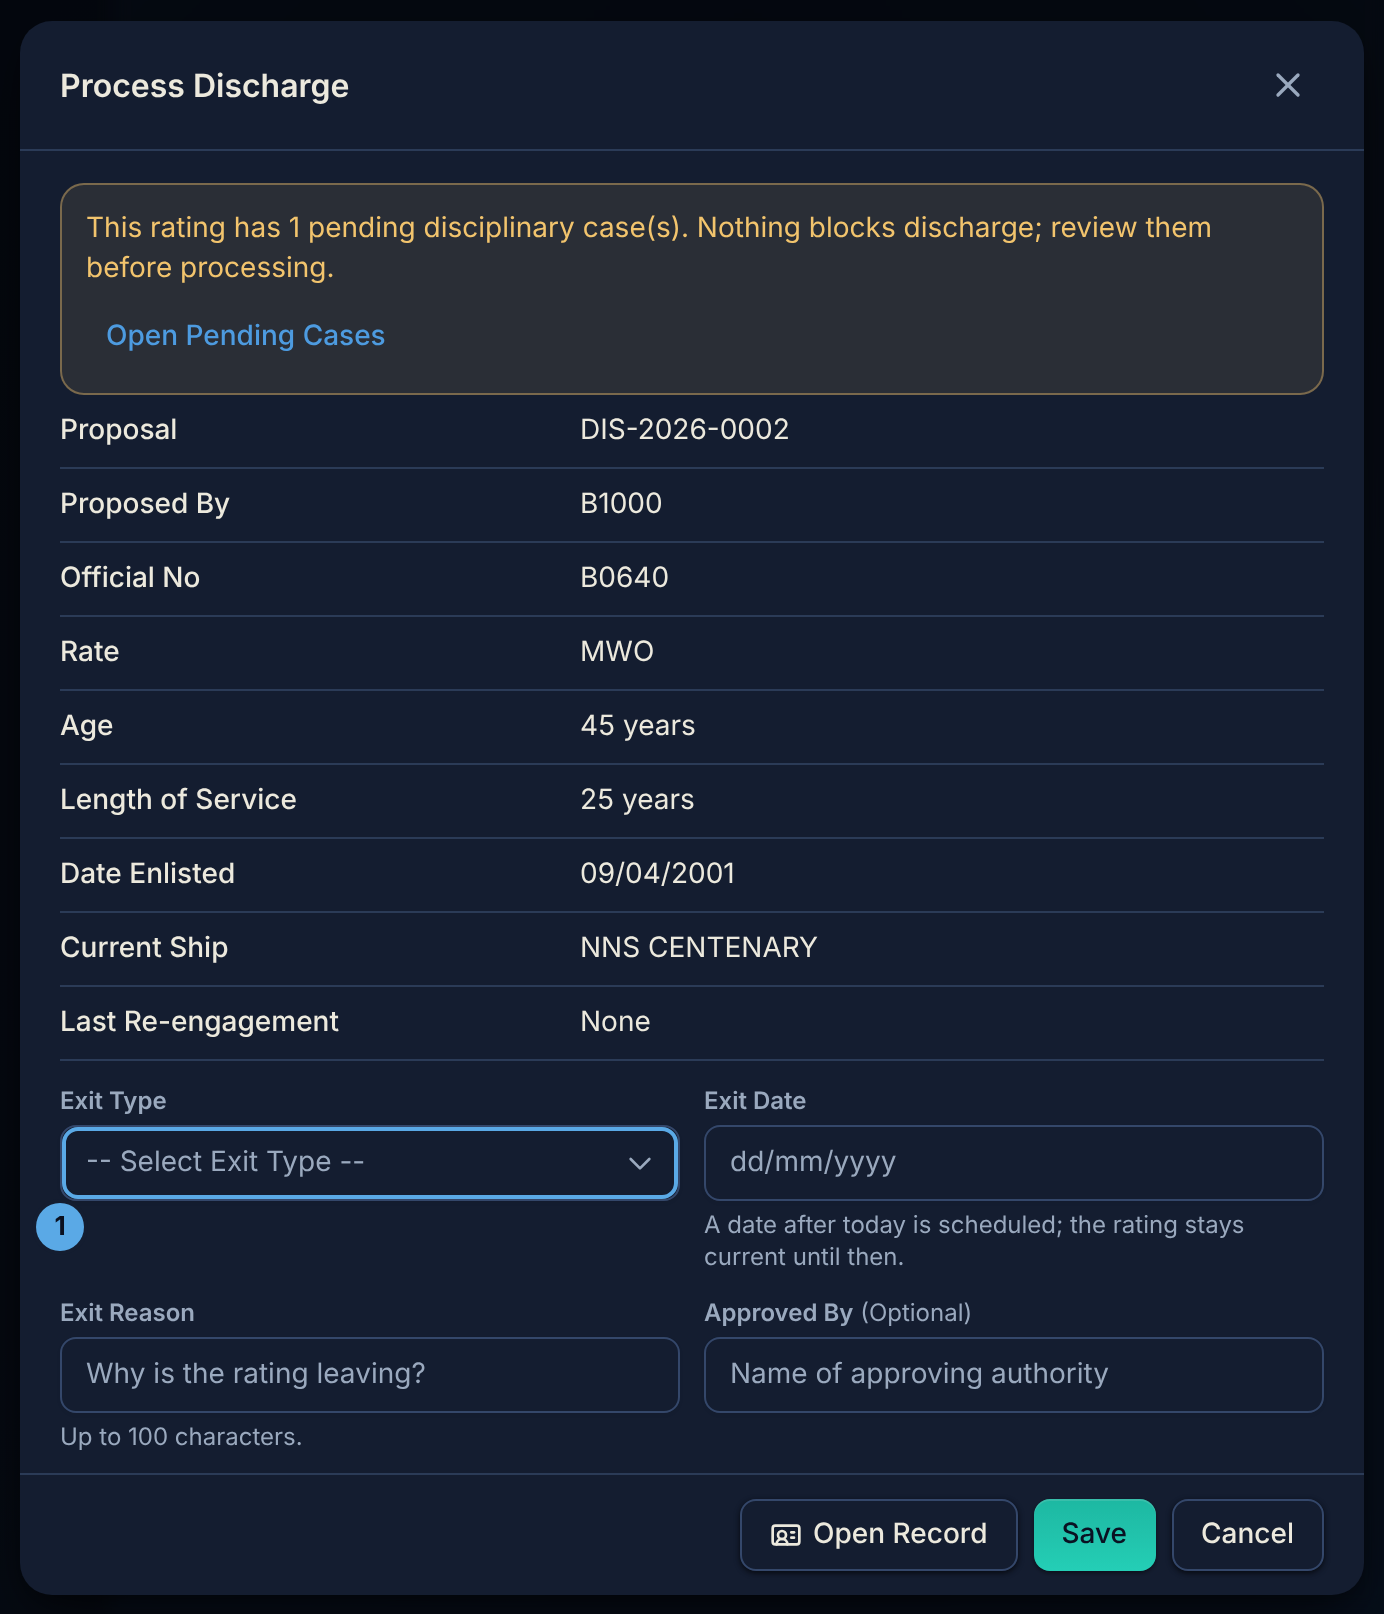 Process Discharge
This rating has 1 pending disciplinary case(s). Nothing blocks discharge; review them
before processing.
Open Pending Cases
Proposal DIS-2026-0002
Proposed By B1000
Official No B0640
Rate MWO
Age 45 years
Length of Service 25 years
Date Enlisted 09/04/2001
Current Ship NNS CENTENARY
Last Re-engagement None
Exit Type Exit Date
-- Select Exit Type -- dd/mm/yyyy
1
A date after today is scheduled; the rating stays
current until then.
Exit Reason Approved By (Optional)
Why is the rating leaving? Name of approving authority
Up to 100 characters.
Open Record Save Cancel